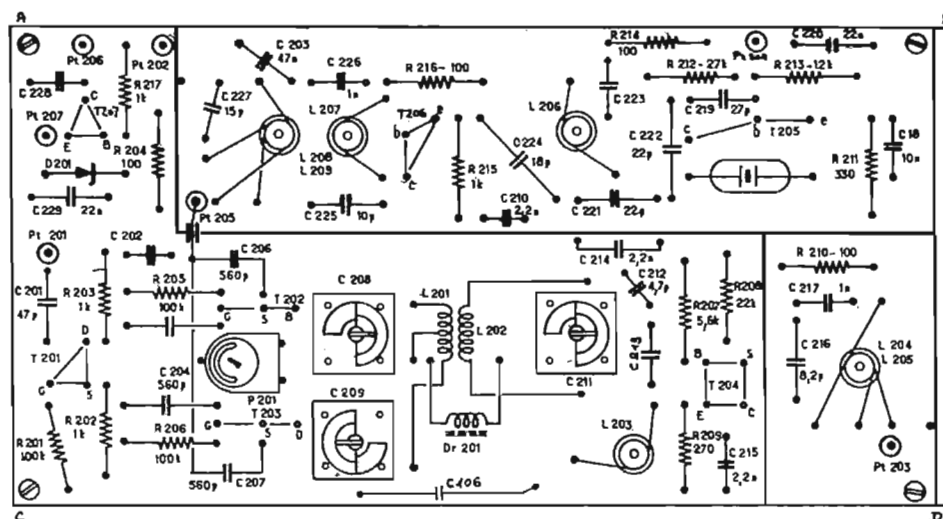 A
Pt 206
Pt 202
C 228
R 217
1k
C
T207
E
B
Pt 207
R 204
100
D 201
C 229
22n
C 203
47n
C 227
15p
C 226
1n
L 207
L 208
L 209
R 216-100
T206
C 225
10p
R 215
1k
C 224
18p
C 210
2,2n
L 206
R 214
100
C 223
C 221
22p
C 222
22p
R 212-27k
C 219
27p
R 213-12k
C 220
22n
T 205
R 211
330
C 18
10n
Pt 205
Pt 201
C 202
C 201
47p
R 203
1k
R 205
100k
C 206
560p
T 202
G
S
B
T 201
D
G
S
C 204
560p
P 201
R 202
1k
R 201
100k
R 206
100k
T 203
G
S
D
560p
C 207
C 208
C 209
L 201
L 202
Dr 201
C 106
C 211
C 214
2,2n
C 212
4,7p
R 207
5,6k
R 208
22k
T 204
B
S
E
C
L 203
R 209
270
C 215
2,2n
R 210-100
C 217
1n
C 216
8,2p
L 204
L 205
Pt 203
C